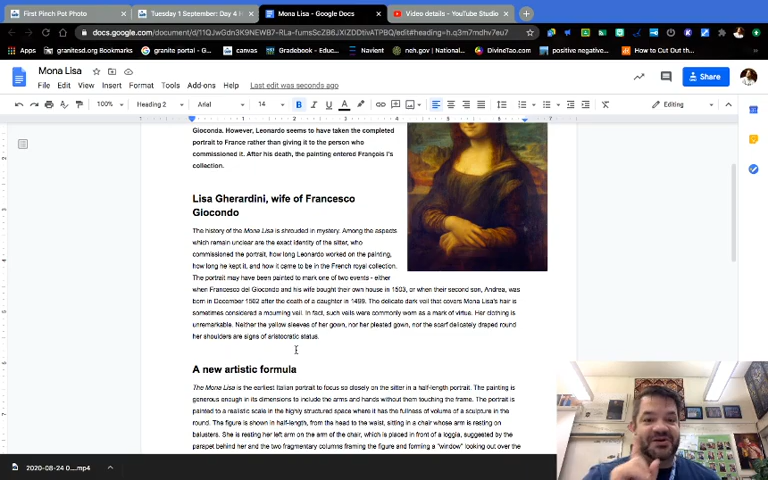 First Pinch Pot Photo
Tuesday 1 September: Day 4 H
Mona Lisa - Google Docs
Video details - YouTube Studio
docs.google.com/document/d/11QJwGdn3K9NEWB7-RLa-fumsScZB6JXIZDDtivATPBQ/edit#heading=h.q3m7mdhv7eu7
Apps
granitesd.org Bookmarks
granite portal - G...
canvas
Gradebook - Educ...
Navient
neh.gov | National...
DivineTao.com
positive negative...
How to Cut Out th...
Mona Lisa
File Edit View Insert Format Tools Add-ons Help Last edit was seconds ago
Share
100%
Heading 2
Arial
14
B I U A
Editing
Gioconda. However, Leonardo seems to have taken the completed
portrait to France rather than giving it to the person who
commissioned it. After his death, the painting entered François I's
collection.
Lisa Gherardini, wife of Francesco
Giocondo
The history of the Mona Lisa is shrouded in mystery. Among the aspects
which remain unclear are the exact identity of the sitter, who
commissioned the portrait, how long Leonardo worked on the painting,
how long he kept it, and how it came to be in the French royal collection.
The portrait may have been painted to mark one of two events - either
when Francesco del Giocondo and his wife bought their own house in 1503, or when their second son, Andrea, was
born in December 1502 after the death of a daughter in 1499. The delicate dark veil that covers Mona Lisa's hair is
sometimes considered a mourning veil. In fact, such veils were commonly worn as a mark of virtue. Her clothing is
unremarkable. Neither the yellow sleeves of her gown, nor her pleated gown, nor the scarf delicately draped round
her shoulders are signs of aristocratic status.
A new artistic formula
The Mona Lisa is the earliest Italian portrait to focus so closely on the sitter in a half-length portrait. The painting is
generous enough in its dimensions to include the arms and hands without them touching the frame. The portrait is
painted to a realistic scale in the highly structured space where it has the fullness of volume of a sculpture in the
round. The figure is shown in half-length, from the head to the waist, sitting in a chair whose arm is resting on
balusters. She is resting her left arm on the arm of the chair, which is placed in front of a loggia, suggested by the
parapet behind her and the two fragmentary columns framing the figure and forming a "window" looking out over the
2020-08-24 0....mp4